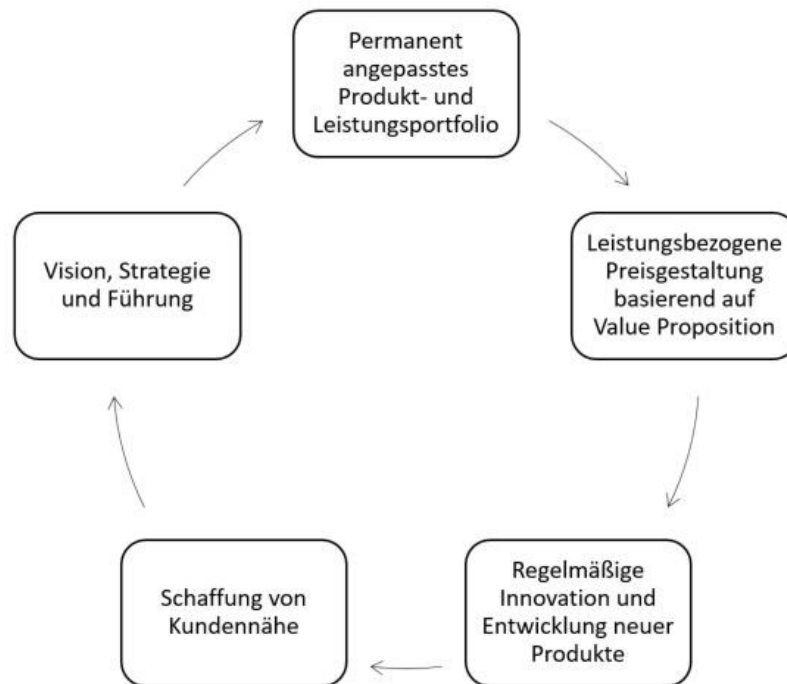 Permanent
angepasstes
Produkt- und
Leistungsportfolio
Leistungsbezogene
Preisgestaltung
basierend auf
Value Proposition
Regelmäßige
Innovation und
Entwicklung neuer
Produkte
Schaffung von
Kundennähe
Vision, Strategie
und Führung